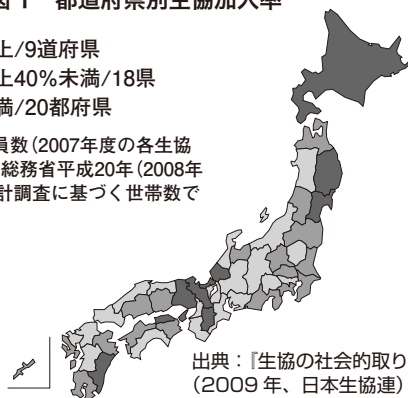 図1 都道府県別生協加入率
上/9道府県
上40%未満/18県
満/20都府県
員数(2007年度の各生協
総務省平成20年(2008年
計調査に基づく世帯数で
出典：『生協の社会的取り
(2009年、日本生協連)